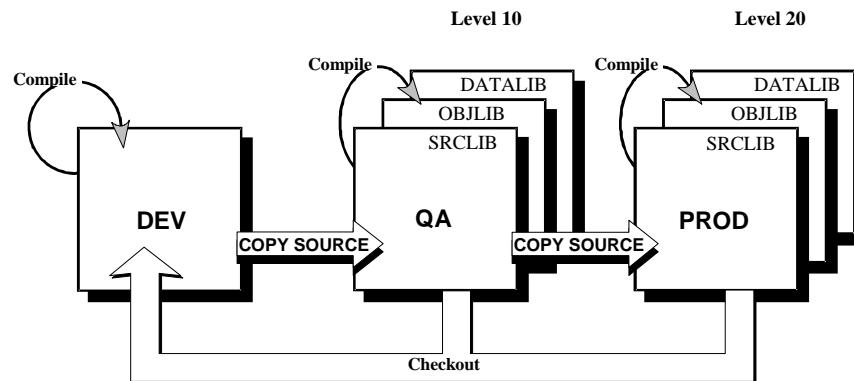 Level 10
Level 20
Compile
Compile
DATALIB
OBJLIB
SRCLIB
Compile
DATALIB
OBJLIB
SRCLIB
DEV
COPY SOURCE
QA
COPY SOURCE
PROD
Checkout